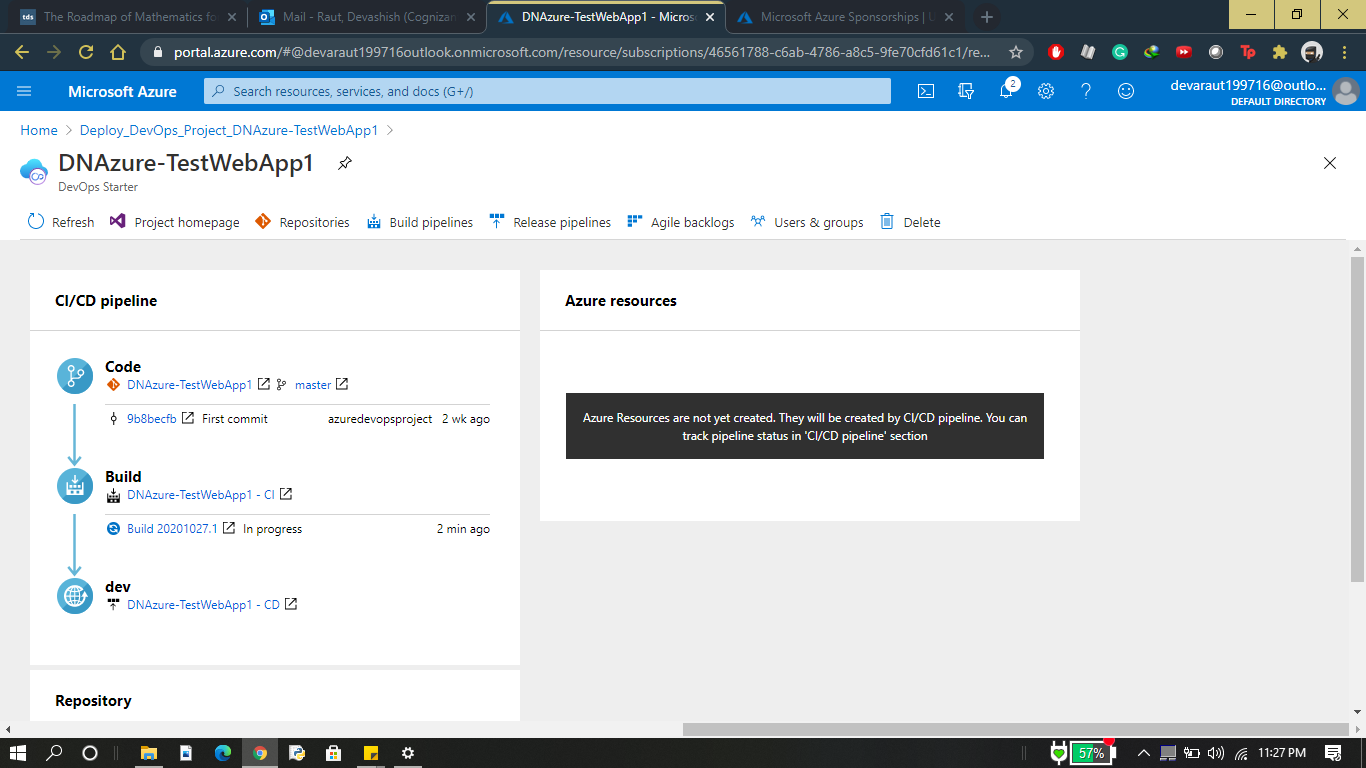 tds The Roadmap of Mathematics fo
Mail - Raut, Devashish (Cognizan
DNAzure-TestWebApp1 - Micros
Microsoft Azure Sponsorships | U
portal.azure.com/#@devaraut199716outlook.onmicrosoft.com/resource/subscriptions/46561788-c6ab-4786-a8c5-9fe70cfd61c1/re...
Microsoft Azure
Search resources, services, and docs (G+/)
2
devaraut199716@outlo...
DEFAULT DIRECTORY
Home > Deploy_DevOps_Project_DNAzure-TestWebApp1 >
DNAzure-TestWebApp1
DevOps Starter
Refresh Project homepage Repositories Build pipelines Release pipelines Agile backlogs Users & groups Delete
CI/CD pipeline
Code
DNAzure-TestWebApp1 master
9b8becfb First commit azuredevopsproject 2 wk ago
Build
DNAzure-TestWebApp1 - CI
Build 20201027.1 In progress 2 min ago
dev
DNAzure-TestWebApp1 - CD
Repository
Azure resources
Azure Resources are not yet created. They will be created by CI/CD pipeline. You can
track pipeline status in 'CI/CD pipeline' section
57%
11:27 PM